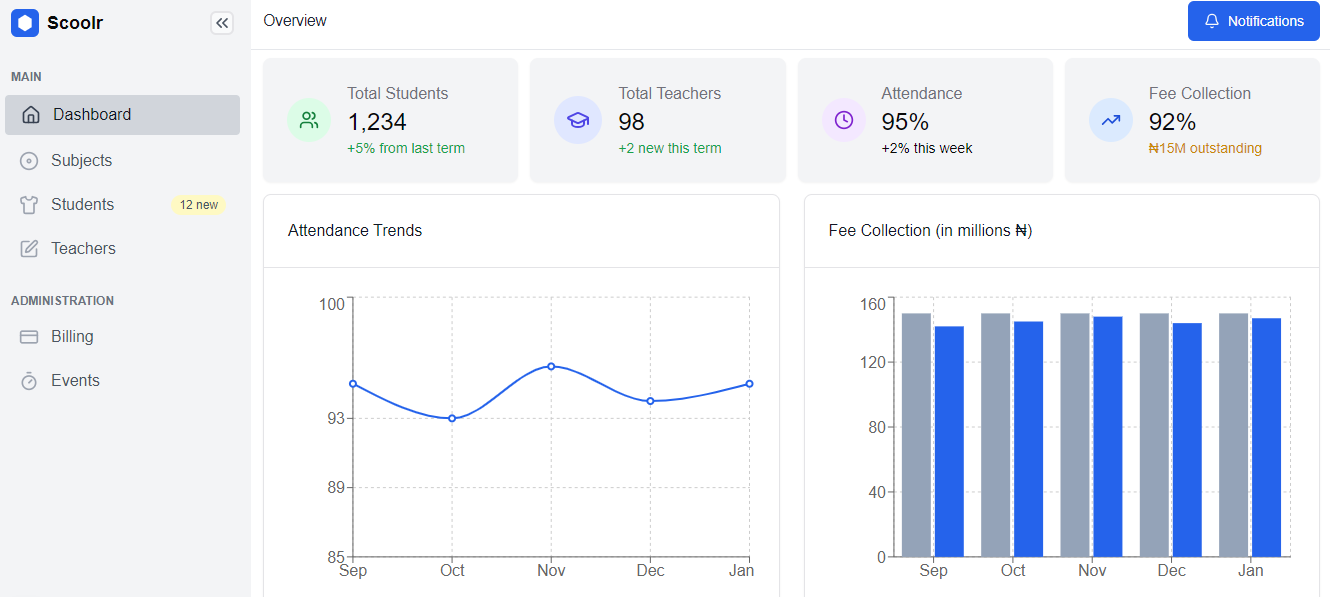 Scoolr
MAIN
Dashboard
Subjects
Students 12 new
Teachers
ADMINISTRATION
Billing
Events
Overview
Notifications
Total Students
1,234
+5% from last term
Total Teachers
98
+2 new this term
Attendance
95%
+2% this week
Fee Collection
92%
₦15M outstanding
Attendance Trends
100
93
89
85
Sep Oct Nov Dec Jan
Fee Collection (in millions ₦)
160
120
80
40
0
Sep Oct Nov Dec Jan